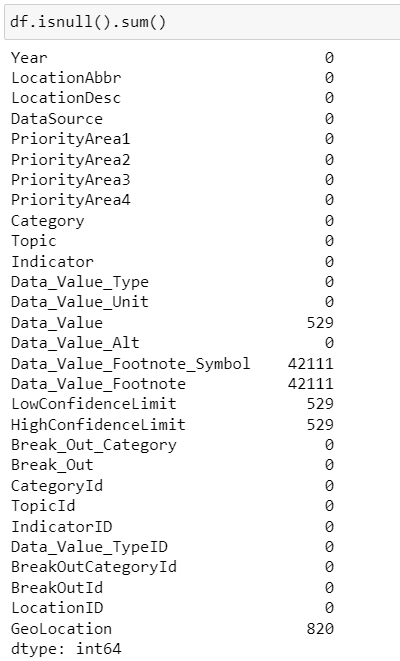 df.isnull().sum()
Year 0
LocationAbbr 0
LocationDesc 0
DataSource 0
PriorityArea1 0
PriorityArea2 0
PriorityArea3 0
PriorityArea4 0
Category 0
Topic 0
Indicator 0
Data_Value_Type 0
Data_Value_Unit 0
Data_Value 529
Data_Value_Alt 0
Data_Value_Footnote_Symbol 42111
Data_Value_Footnote 42111
LowConfidenceLimit 529
HighConfidenceLimit 529
Break_Out_Category 0
Break_Out 0
CategoryId 0
TopicId 0
IndicatorID 0
Data_Value_TypeID 0
BreakOutCategoryId 0
BreakOutId 0
LocationID 0
GeoLocation 820
dtype: int64